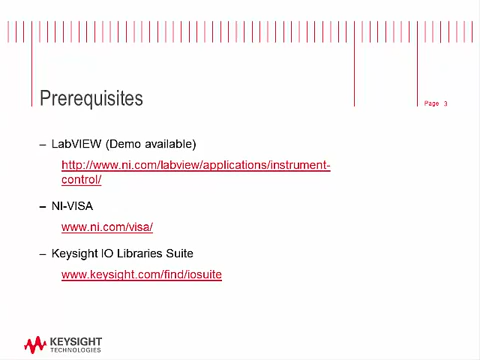 Prerequisites
Page 3
– LabVIEW (Demo available)
http://www.ni.com/labview/applications/instrument-
control/
– NI-VISA
www.ni.com/visa/
– Keysight IO Libraries Suite
www.keysight.com/find/iosuite
KEYSIGHT
TECHNOLOGIES